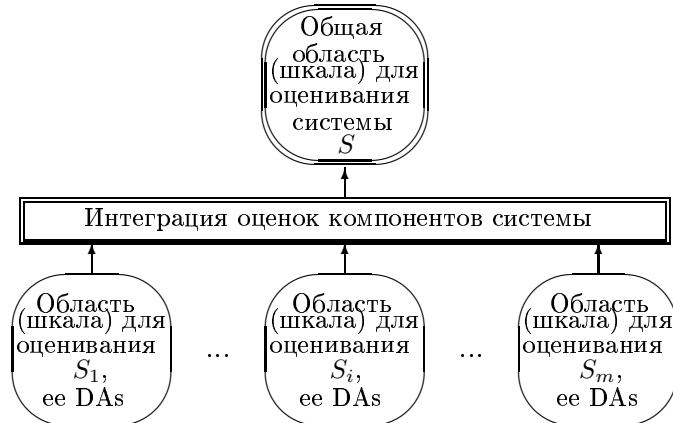 Общая
область
(шкала) для
оценивания
системы
S
Интеграция оценок компонентов системы
Область
(шкала) для
оценивания
S₁,
ее DAs
...
Область
(шкала) для
оценивания
Sᵢ,
ее DAs
...
Область
(шкала) для
оценивания
Sₘ,
ее DAs